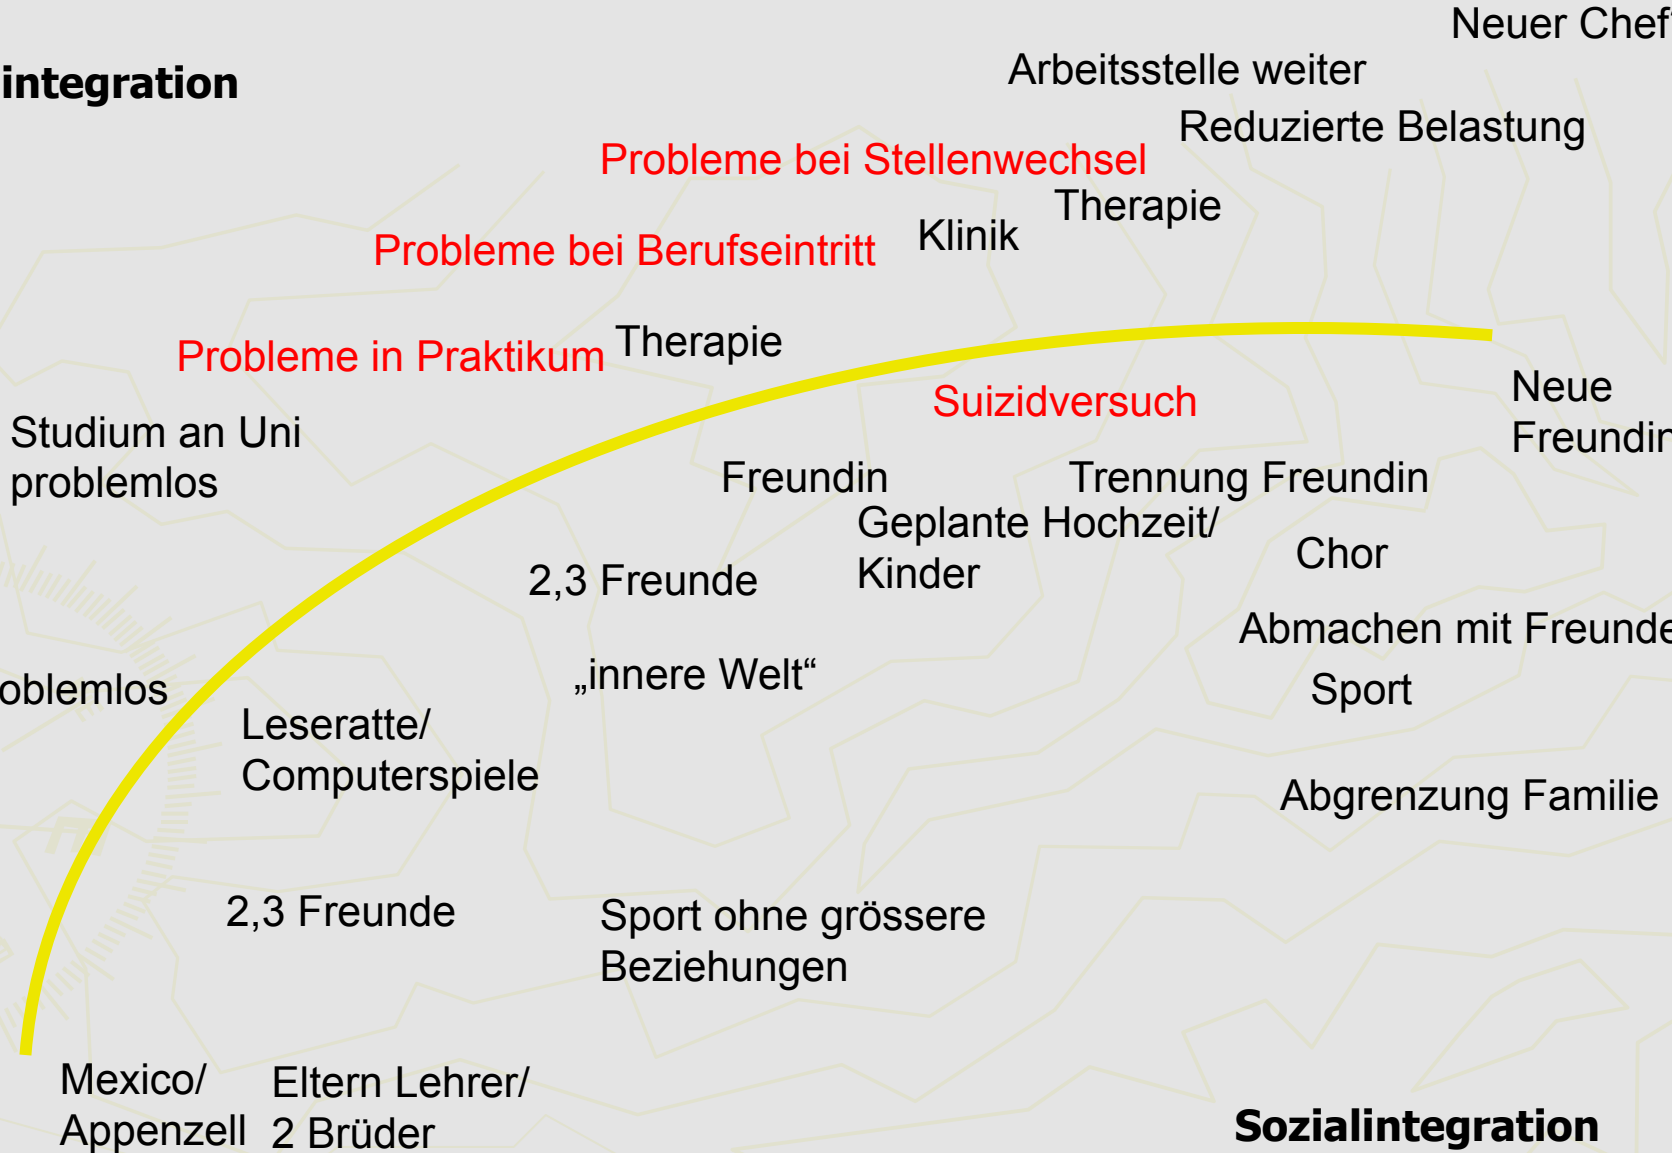 Neuer Chef
integration
Arbeitsstelle weiter
Reduzierte Belastung
Probleme bei Stellenwechsel
Therapie
Klinik
Probleme bei Berufseintritt
Probleme in Praktikum
Therapie
Suizidversuch
Neue
Freundin
Studium an Uni
problemlos
Freundin
Trennung Freundin
Geplante Hochzeit/
Kinder
Chor
2,3 Freunde
Abmachen mit Freunde
„innere Welt“
oblemlos
Sport
Leseratte/
Computerspiele
Abgrenzung Familie
2,3 Freunde
Sport ohne grössere
Beziehungen
Mexico/
Appenzell
Eltern Lehrer/
2 Brüder
Sozialintegration